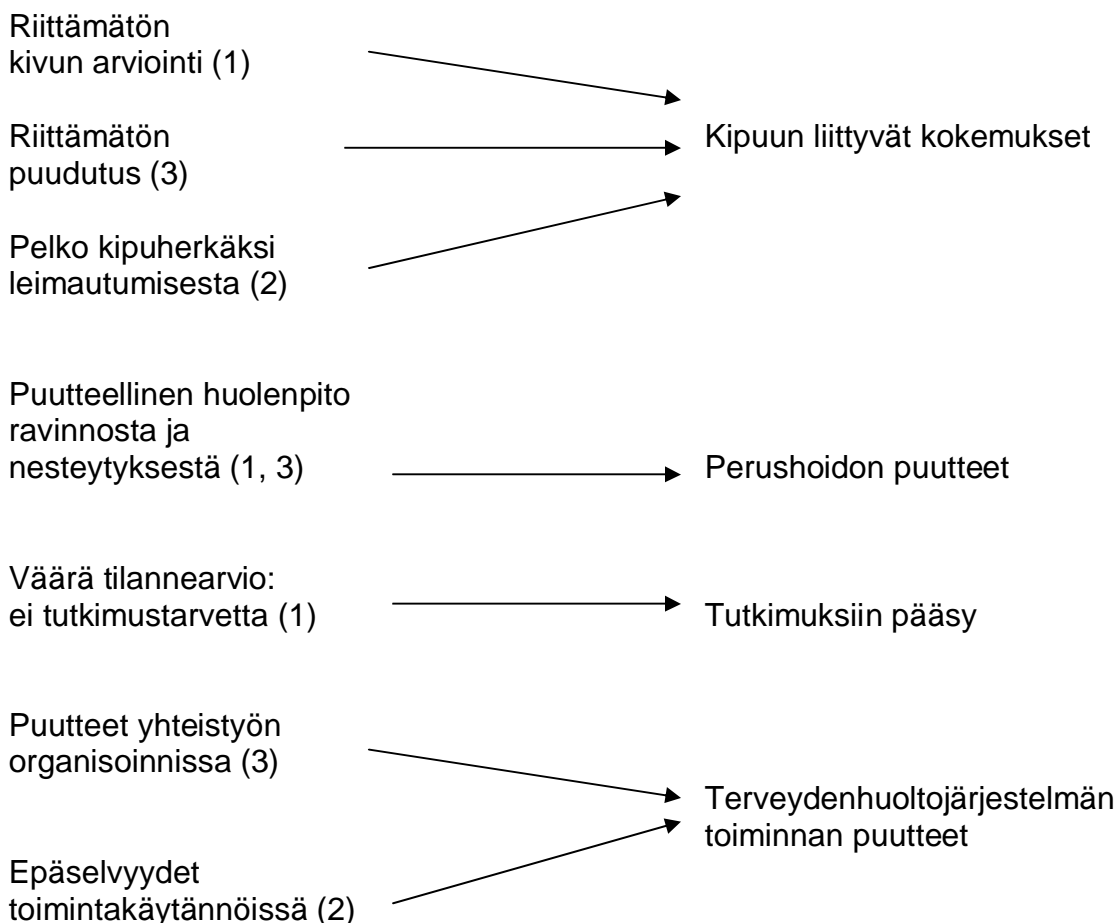 Riittämätön
kivun arviointi (1)
Riittämätön
puudutus (3)
Kipuun liittyvät kokemukset
Pelko kipuherkäksi
leimautumisesta (2)
Puutteellinen huolenpito
ravinnosta ja
nesteytyksestä (1, 3)
Perushoidon puutteet
Väärä tilannearvio:
ei tutkimustarvetta (1)
Tutkimuksiin pääsy
Puutteet yhteistyön
organisoinnissa (3)
Terveydenhuoltojärjestelmän
toiminnan puutteet
Epäselvyydet
toimintakäytännöissä (2)